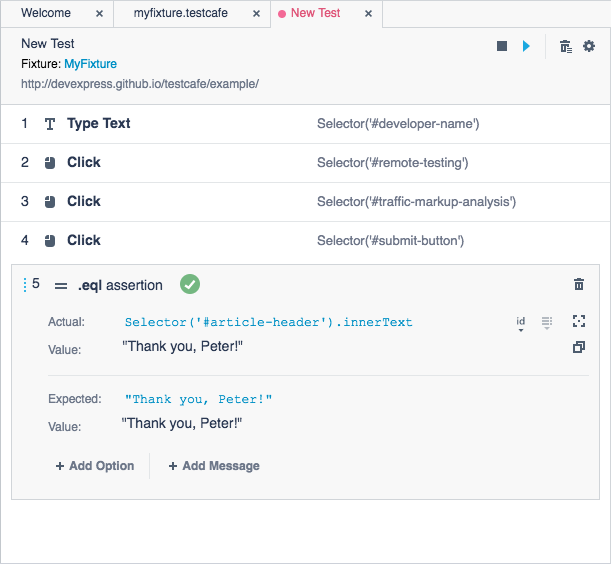 Welcome × myfixture.testcafe × New Test ×
New Test
Fixture: MyFixture
http://devexpress.github.io/testcafe/example/
1 Type Text Selector('#developer-name')
2 Click Selector('#remote-testing')
3 Click Selector('#traffic-markup-analysis')
4 Click Selector('#submit-button')
5 .eql assertion
Actual: Selector('#article-header').innerText id
Value: "Thank you, Peter!"
Expected: "Thank you, Peter!"
Value: "Thank you, Peter!"
+ Add Option + Add Message